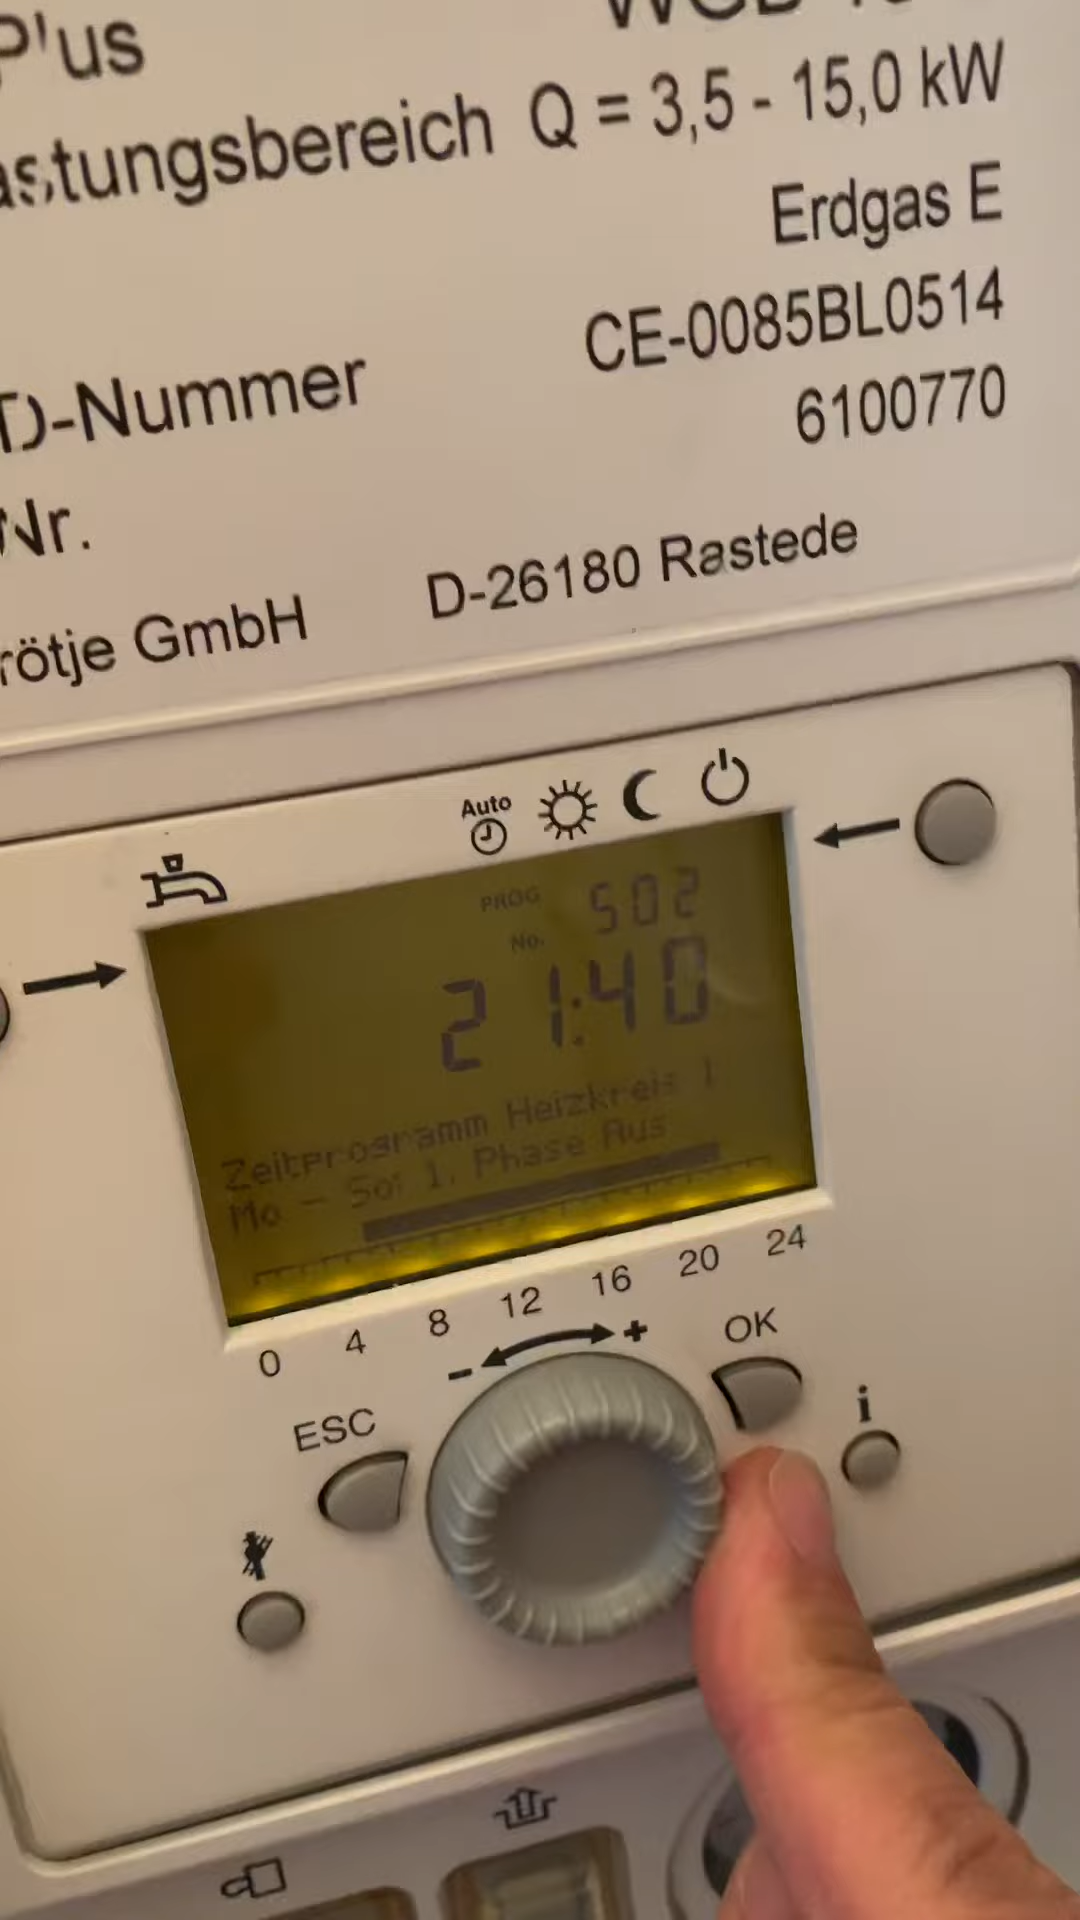 Plus
stungsbereich Q = 3,5 - 15,0 kW
Erdgas E
CE-0085BL0514
ID-Nummer 6100770
Nr.
rötje GmbH D-26180 Rastede
Auto
PROG 502
No.
21:40
Zeitprogramm Heizkreis 1
Mo - So: 1. Phase Aus
0 4 8 12 16 20 24
- +
OK
ESC
i